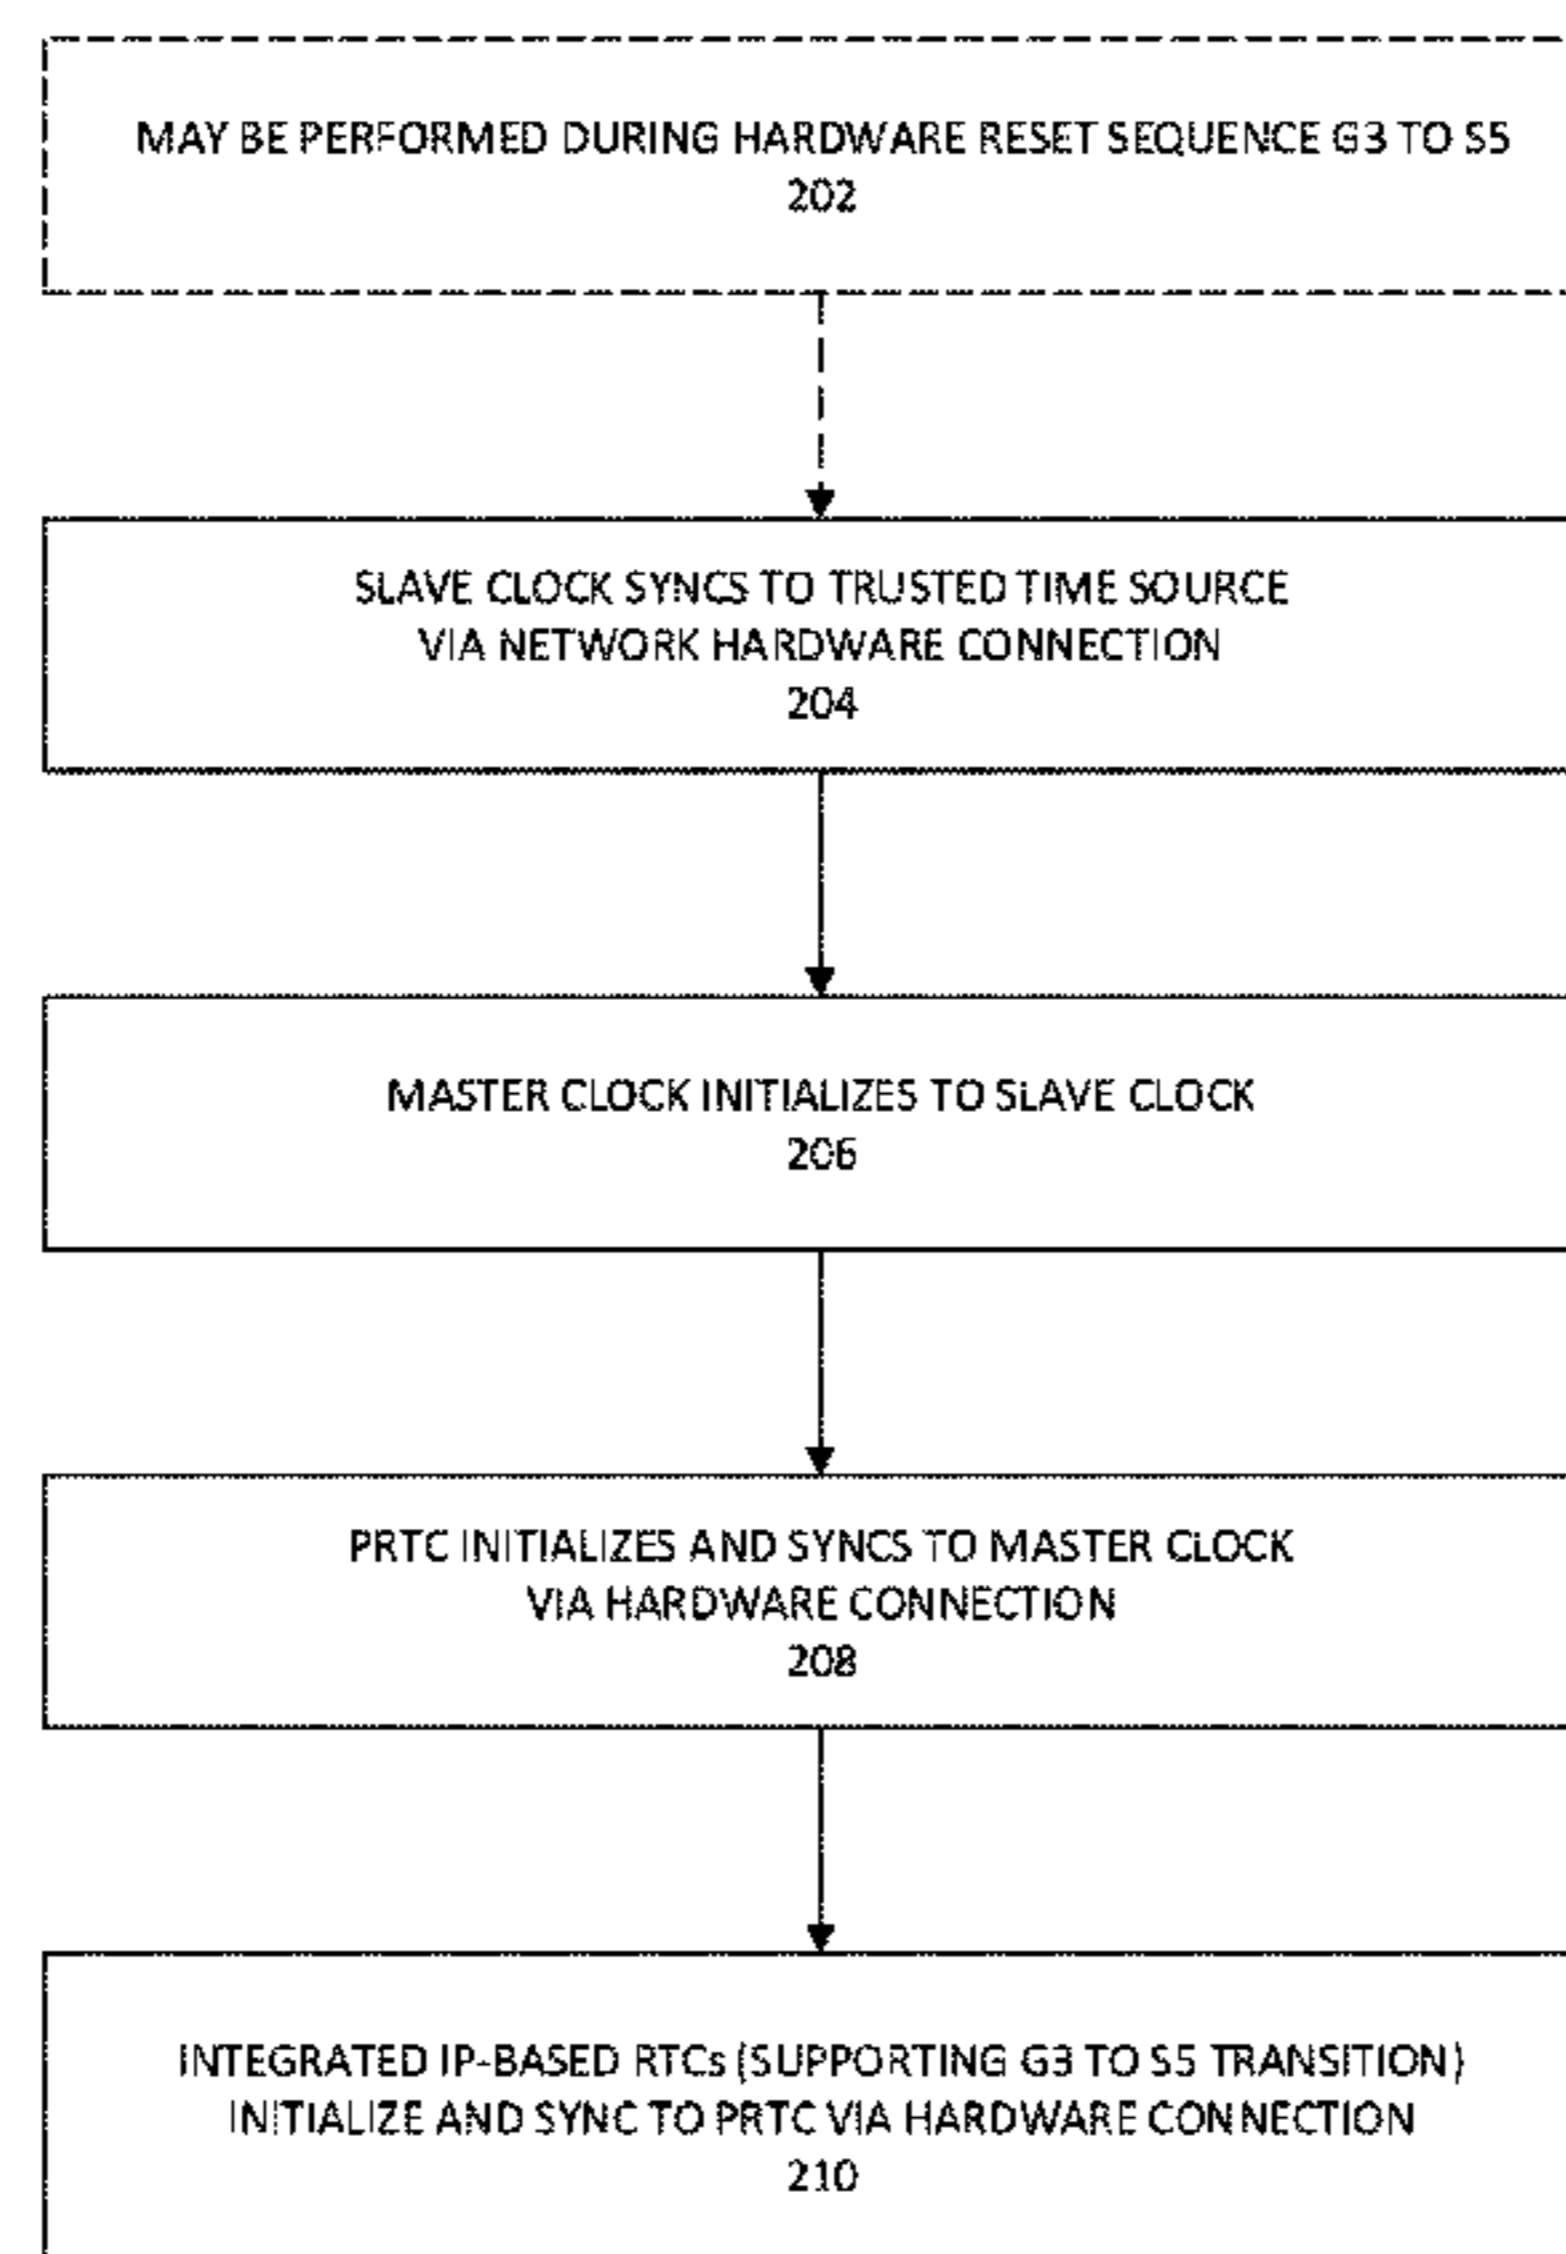 MAY BE PERFORMED DURING HARDWARE RESET SEQUENCE G3 TO S5
202
SLAVE CLOCK SYNCS TO TRUSTED TIME SOURCE
VIA NETWORK HARDWARE CONNECTION
204
MASTER CLOCK INITIALIZES TO SLAVE CLOCK
206
PRTC INITIALIZES AND SYNCS TO MASTER CLOCK
VIA HARDWARE CONNECTION
208
INTEGRATED IP-BASED RTCs (SUPPORTING G3 TO S5 TRANSITION)
INITIALIZE AND SYNC TO PRTC VIA HARDWARE CONNECTION
210